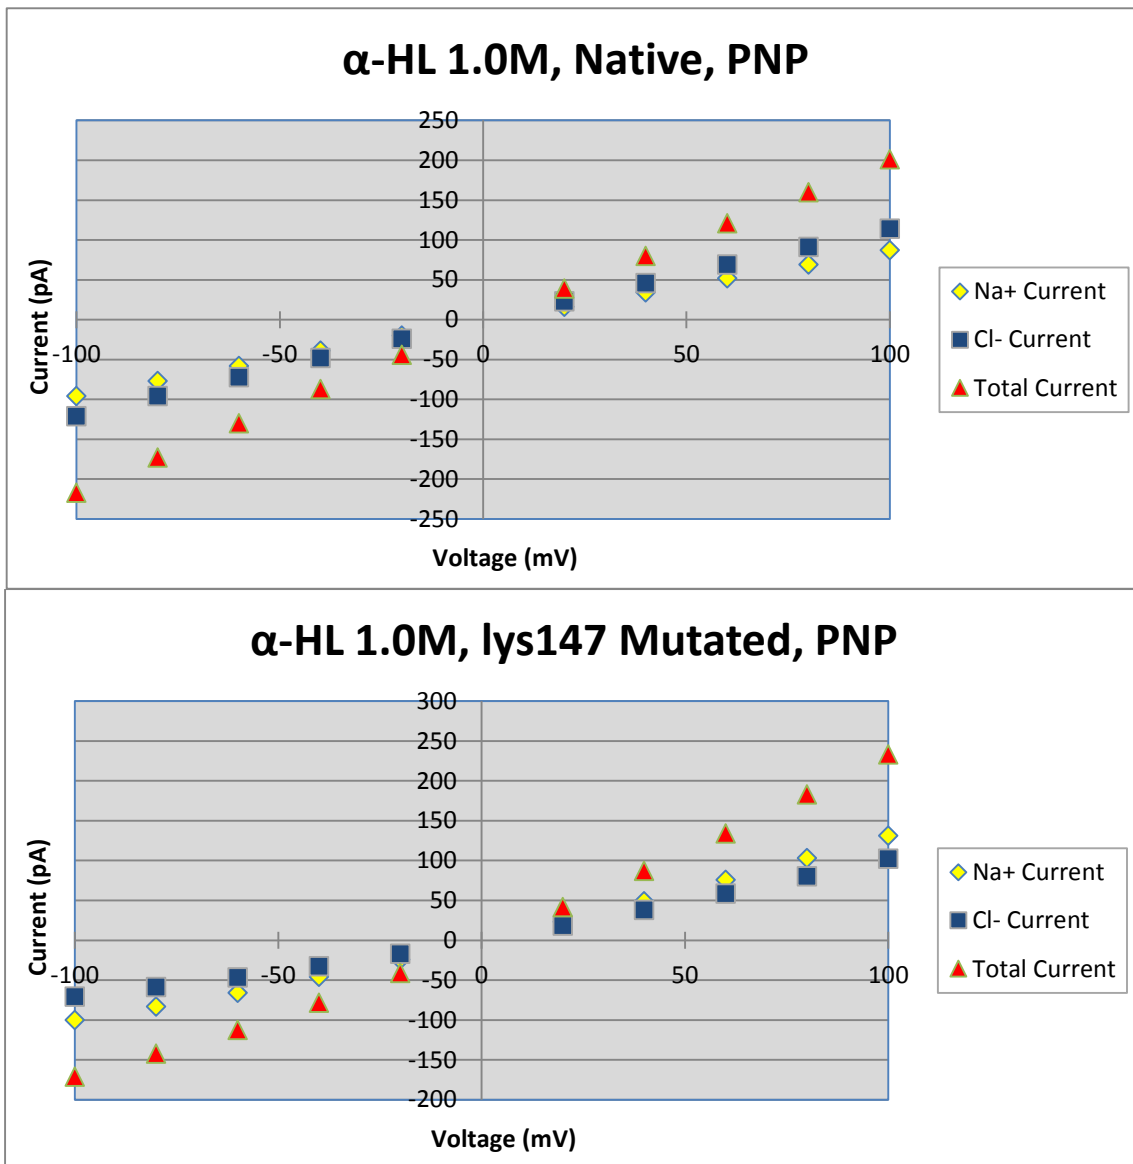 α-HL 1.0M, Native, PNP
250
200
150
100
50
0
-50
-100
-150
-200
-250
-100 -50 0 50 100
Current (pA)
Voltage (mV)
Na+ Current
Cl- Current
Total Current
α-HL 1.0M, lys147 Mutated, PNP
300
250
200
150
100
50
0
-50
-100
-150
-200
-100 -50 0 50 100
Current (pA)
Voltage (mV)
Na+ Current
Cl- Current
Total Current